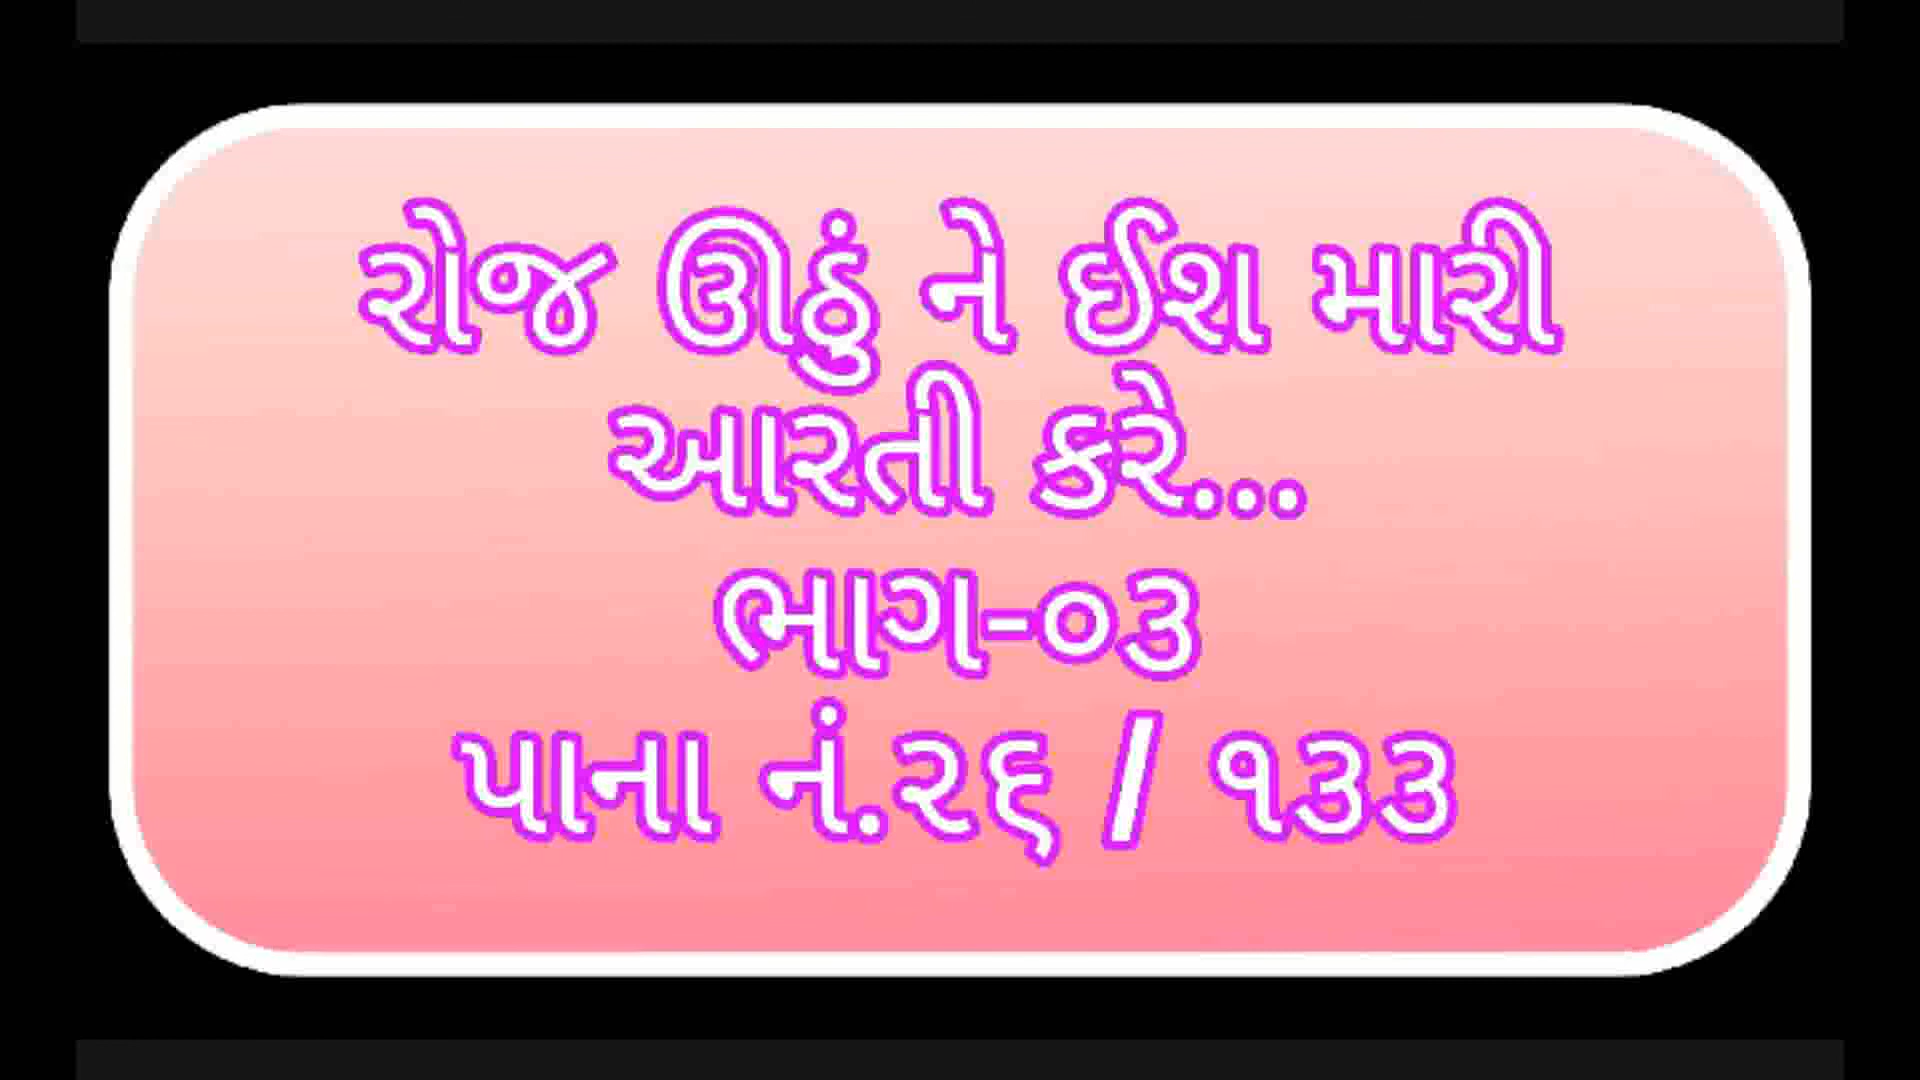 રોજ ઊઠું ને ઈશ મારી
આરતી કરે...
ભાગ-૦૩
પાના નં.૨૬ / ૧૩૩